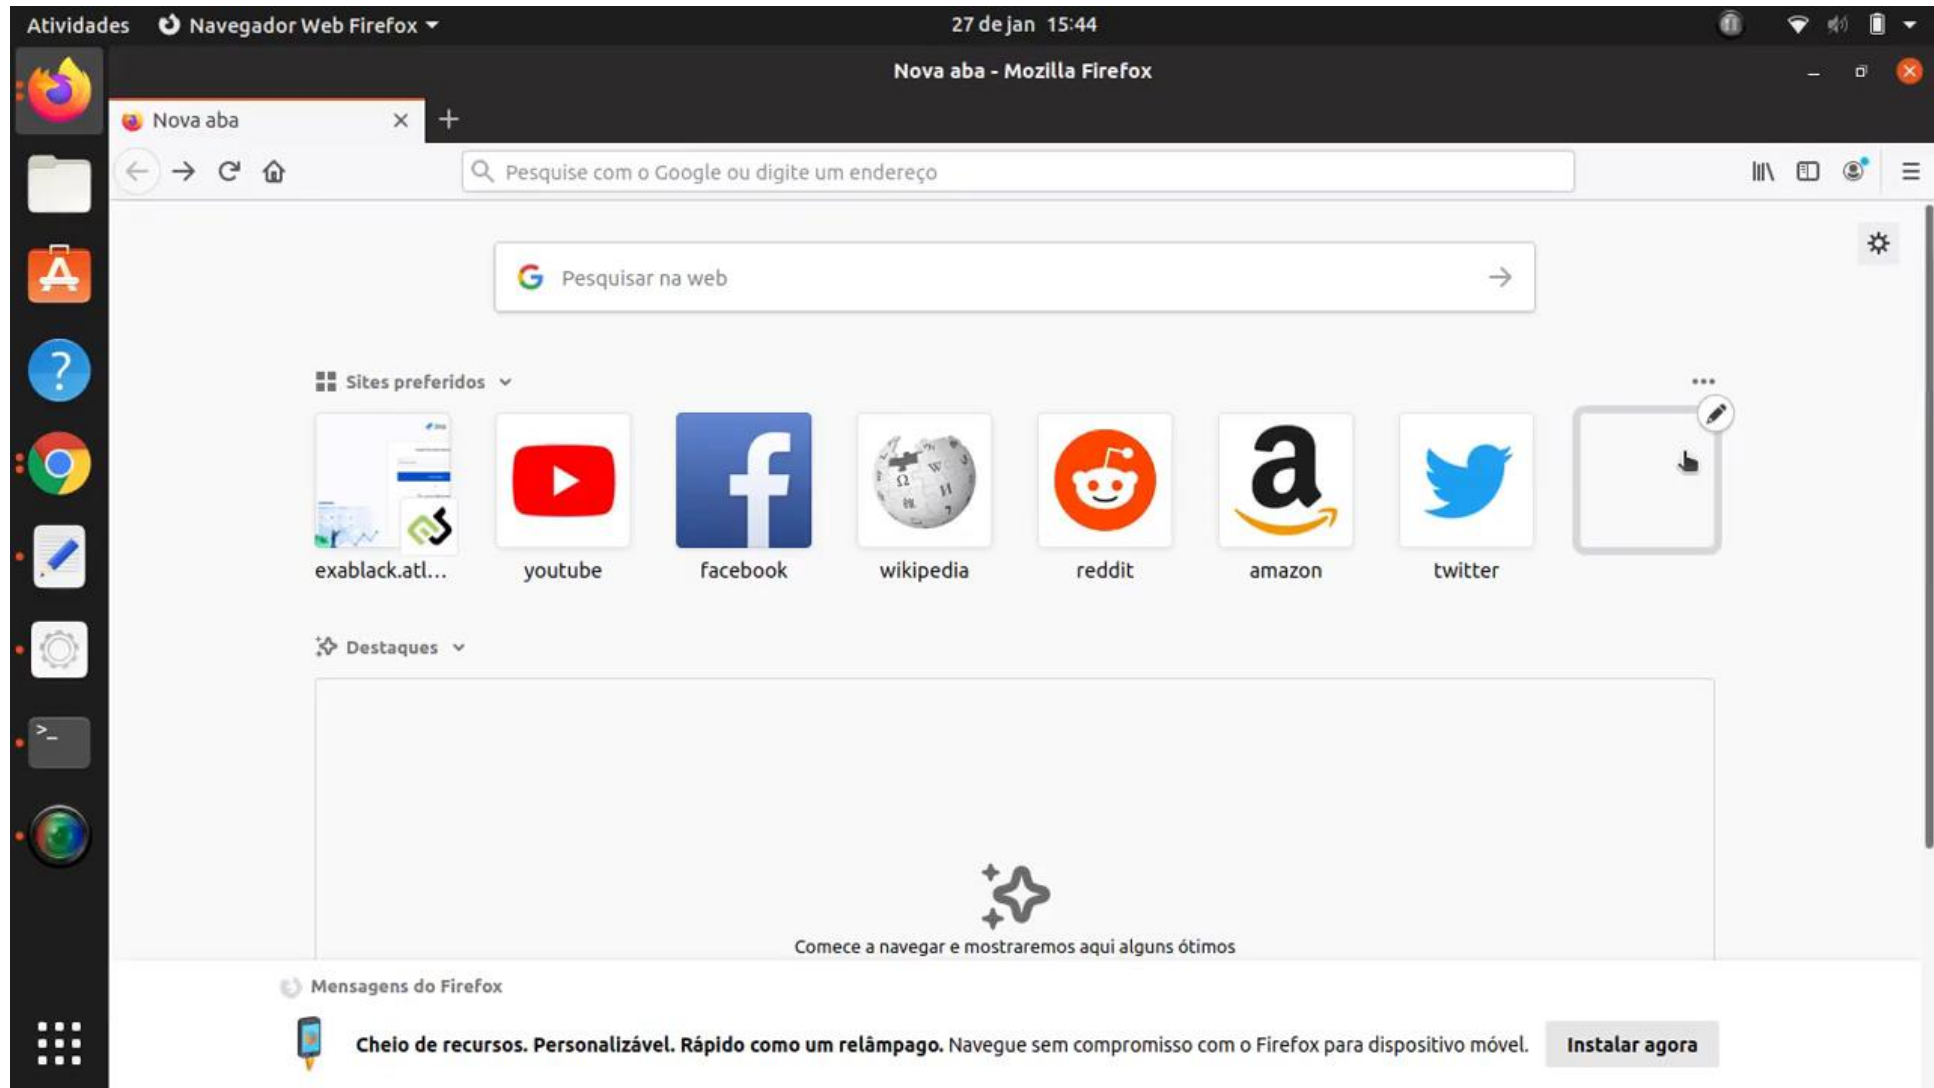 Atividades Navegador Web Firefox 27 de jan 15:44
Nova aba - Mozilla Firefox
Nova aba
Pesquise com o Google ou digite um endereço
Pesquisar na web
Sites preferidos
exablack.atl... youtube facebook wikipedia reddit amazon twitter
Destaques
Comece a navegar e mostraremos aqui alguns ótimos
Mensagens do Firefox
Cheio de recursos. Personalizável. Rápido como um relâmpago. Navegue sem compromisso com o Firefox para dispositivo móvel. Instalar agora